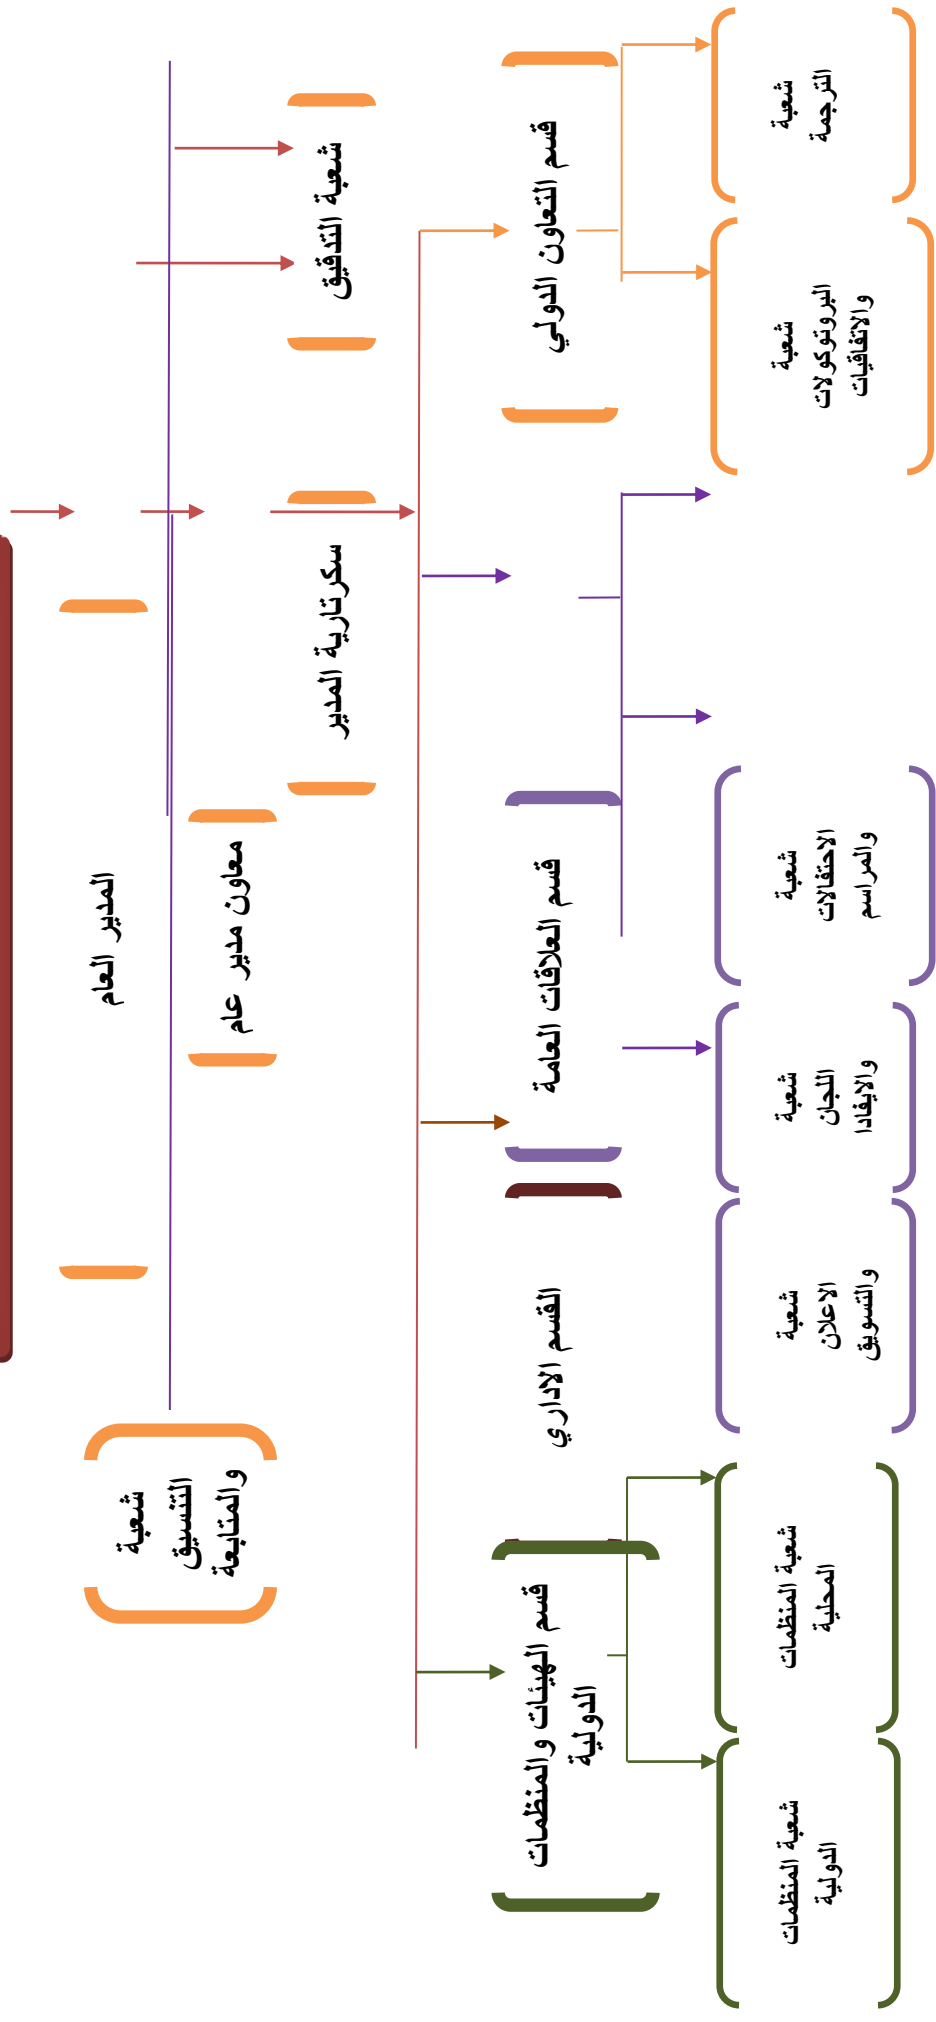 المدير العام
معاون مدير عام
شعبة
التنسيق
والمتابعة
سكرتارية المدير
شعبة التدقيق
قسم التعاون الدولي
قسم العلاقات العامة
القسم الاداري
قسم الهيئات والمنظمات
الدولية
شعبة
الترجمة
شعبة
البروتوكولات
والاتفاقيات
شعبة
الاحتفالات
والمراسم
شعبة
اللجان
والايفادا
شعبة
الاعلان
والتسويق
شعبة المنظمات
المحلية
شعبة المنظمات
الدولية